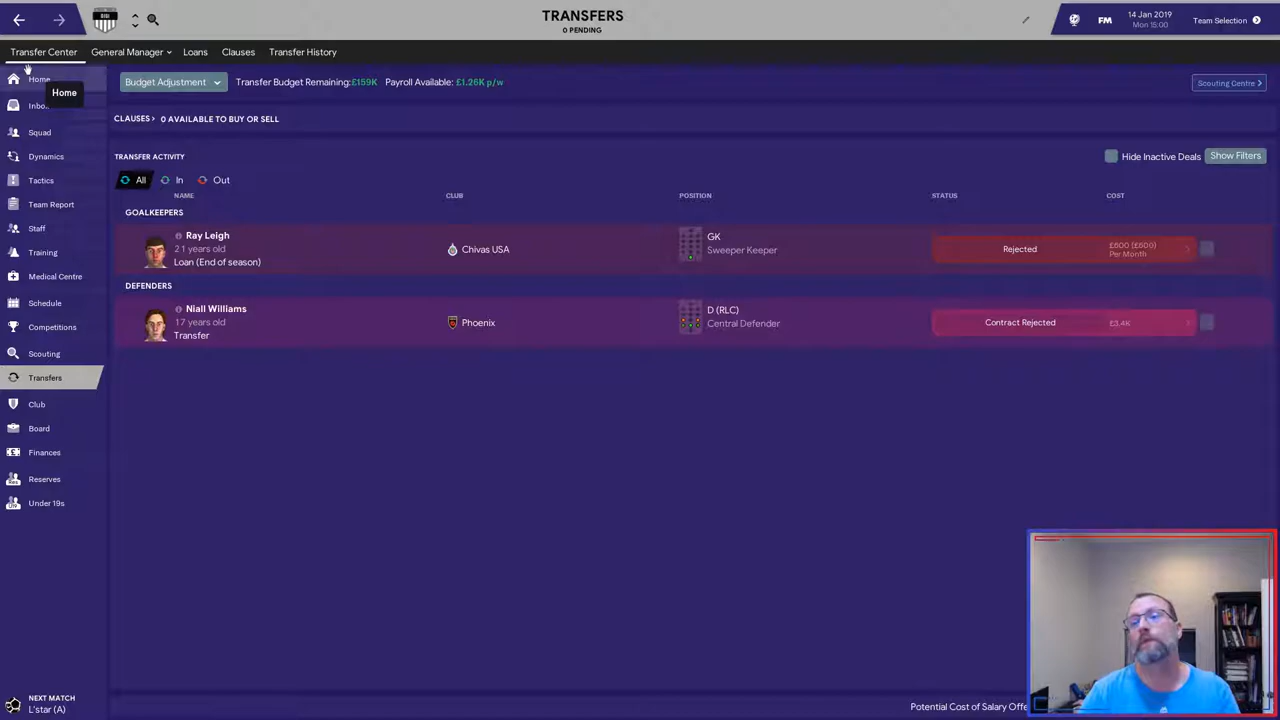 DIGI
TRANSFERS
0 PENDING
FM
14 Jan 2019
Mon 15:00
Team Selection
Transfer Center
General Manager
Loans
Clauses
Transfer History
Home
Home
Inbox
Squad
Dynamics
Tactics
Team Report
Staff
Training
Medical Centre
Schedule
Competitions
Scouting
Transfers
Club
Board
Finances
Reserves
Under 19s
NEXT MATCH
L'star (A)
Budget Adjustment
Transfer Budget Remaining: £159K
Payroll Available: £1.26K p/w
Scouting Centre >
CLAUSES > 0 AVAILABLE TO BUY OR SELL
TRANSFER ACTIVITY
Hide Inactive Deals
Show Filters
All
In
Out
NAME
CLUB
POSITION
STATUS
COST
GOALKEEPERS
Ray Leigh
21 years old
Loan (End of season)
Chivas USA
GK
Sweeper Keeper
Rejected
£600 (£600)
Per Month
DEFENDERS
Niall Williams
17 years old
Transfer
Phoenix
D (RLC)
Central Defender
Contract Rejected
£3.4K
Potential Cost of Salary Offe